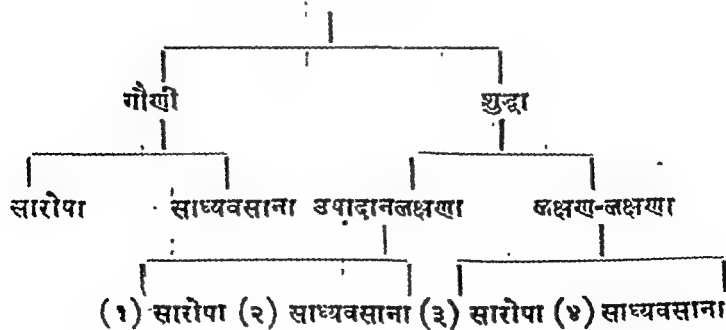 गौणी शुद्धा
सारोपा साध्यवसाना उपादानलक्षणा लक्षण-लक्षणा
(१) सारोपा (२) साध्यवसाना (३) सारोपा (४) साध्यवसाना